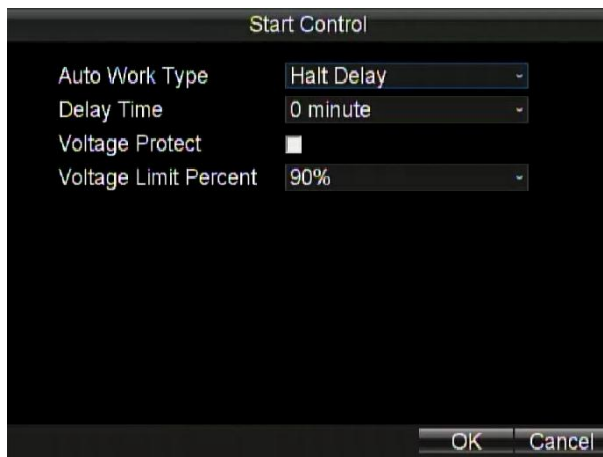 Start Control
Auto Work Type Halt Delay
Delay Time 0 minute
Voltage Protect
Voltage Limit Percent 90%
OK Cancel